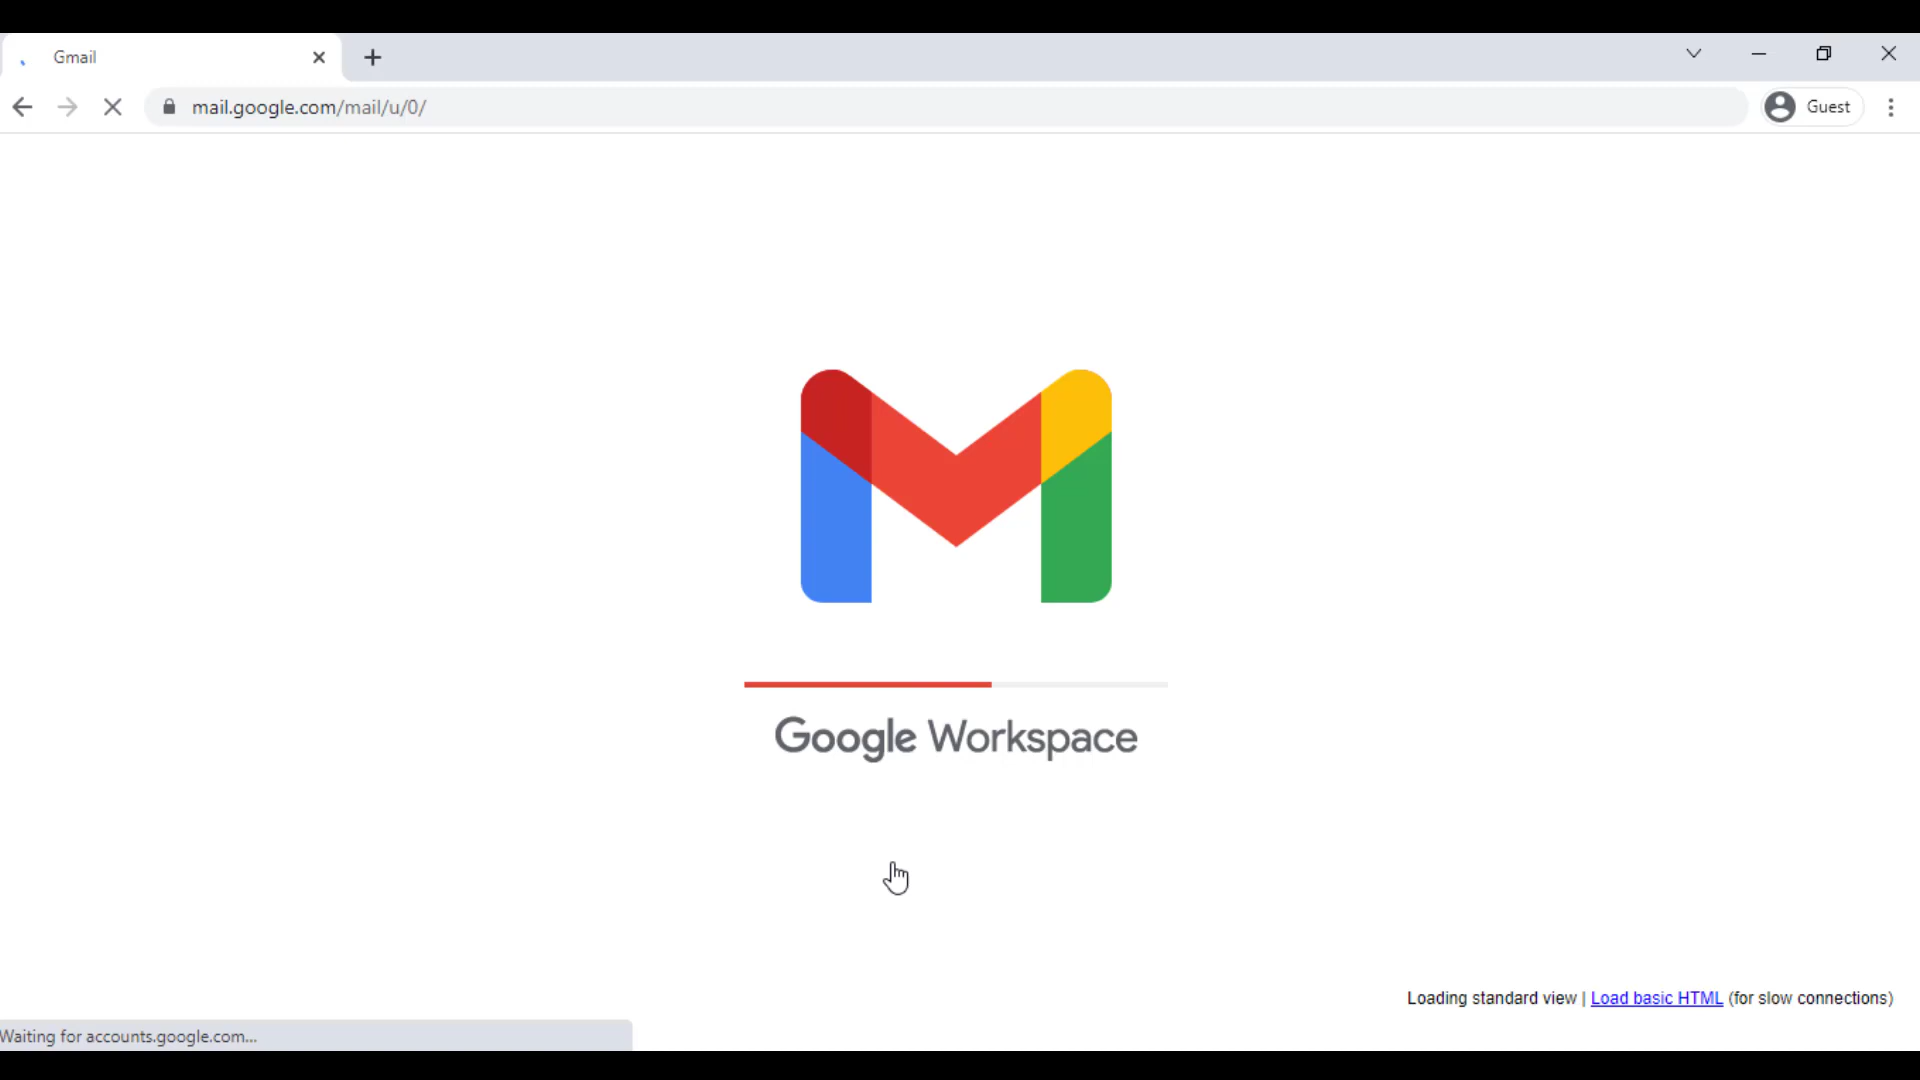 Gmail
mail.google.com/mail/u/0/
Guest
Google Workspace
Loading standard view | Load basic HTML (for slow connections)
Waiting for accounts.google.com...